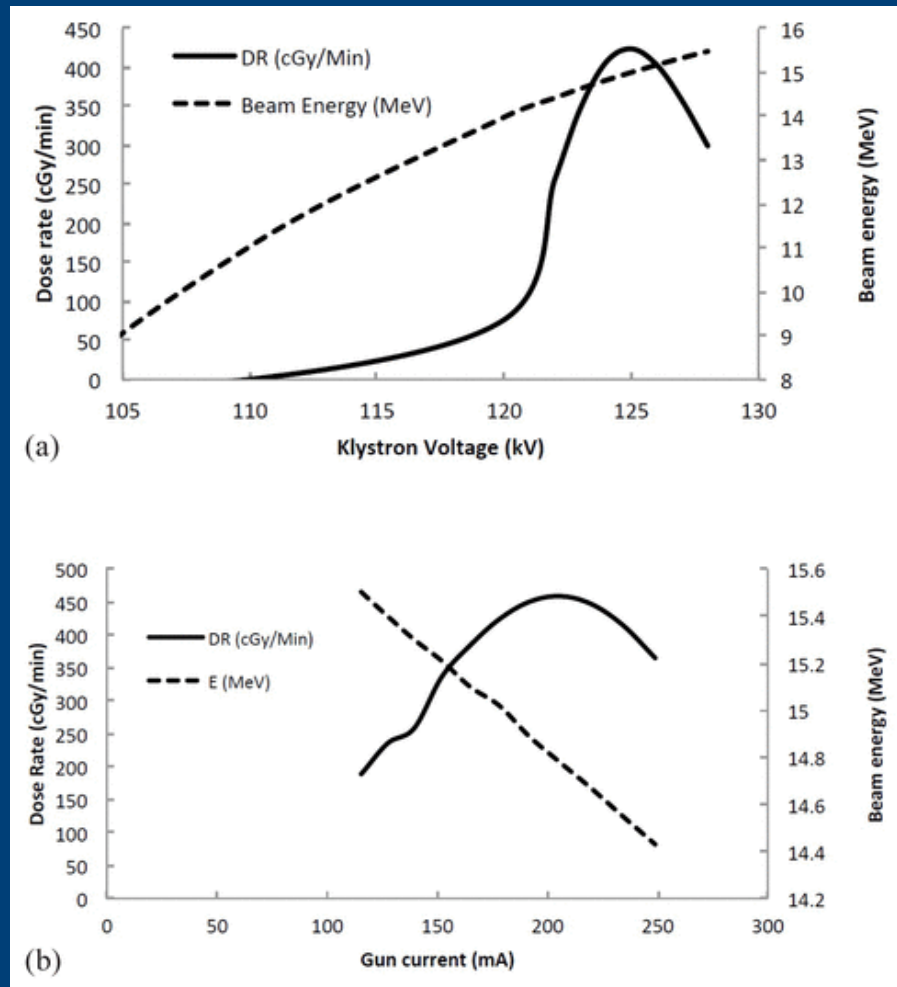 DR (cGy/Min)
Beam Energy (MeV)
Dose rate (cGy/min)
450
400
350
300
250
200
150
100
50
0
16
15
14
13
12
11
10
9
8
Beam energy (MeV)
105 110 115 120 125 130
(a)
Klystron Voltage (kV)
DR (cGy/Min)
E (MeV)
Dose Rate (cGy/min)
500
450
400
350
300
250
200
150
100
50
0
15.6
15.4
15.2
15
14.8
14.6
14.4
14.2
Beam energy (MeV)
0 50 100 150 200 250 300
(b)
Gun current (mA)